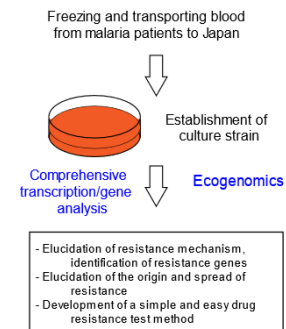 Freezing and transporting blood
from malaria patients to Japan
Establishment of
culture strain
Comprehensive
transcription/gene
analysis
Ecogenomics
- Elucidation of resistance mechanism,
identification of resistance genes
- Elucidation of the origin and spread of
resistance
- Development of a simple and easy drug
resistance test method